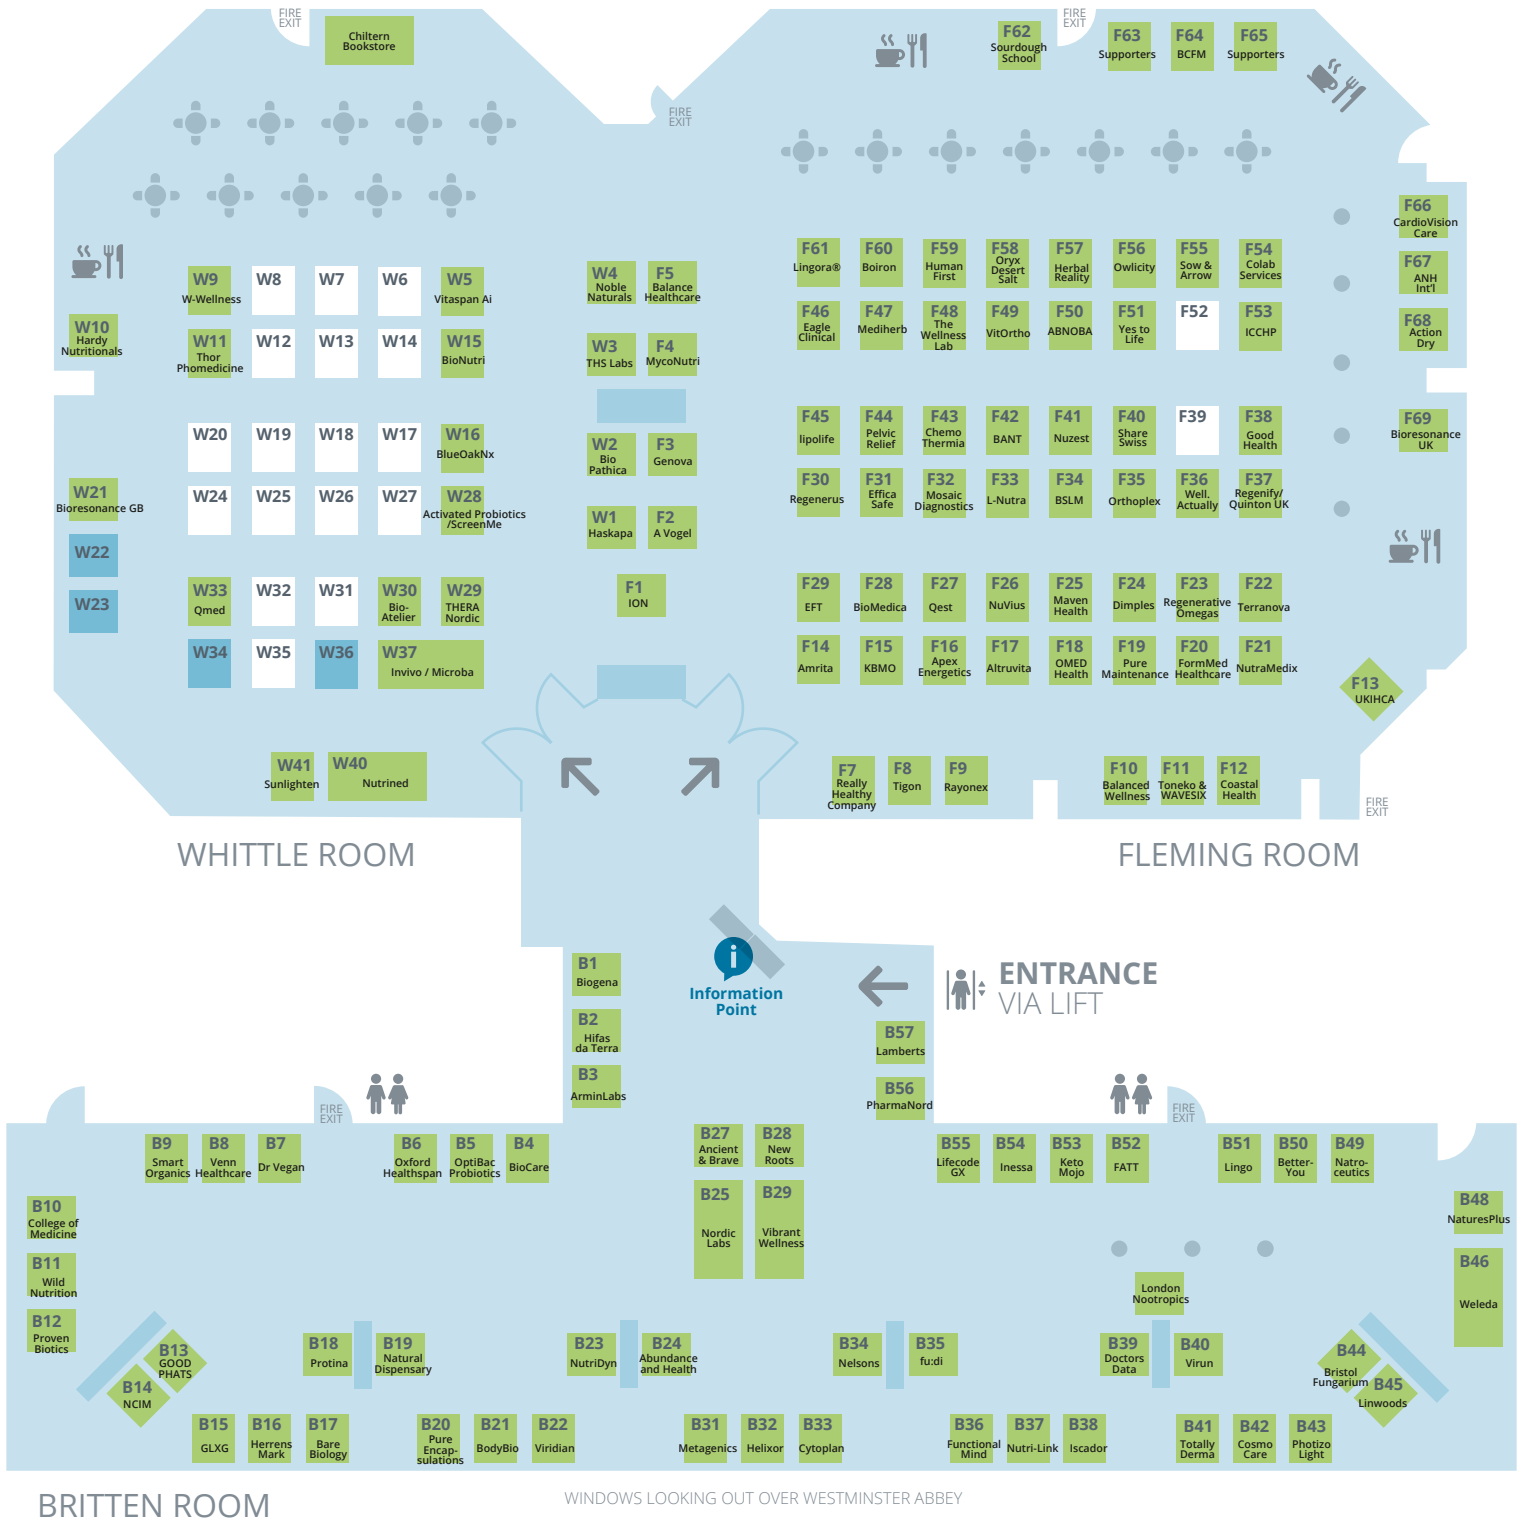 FIRE
EXIT
Chiltern
Bookstore
FIRE
EXIT
F62
Sourdough
School
FIRE
EXIT
F63
Supporters
F64
BCFM
F65
Supporters
F66
CardioVision
Care
F67
ANH
Int'l
F68
Action
Dry
F69
Bioresonance
UK
W9
W-Wellness
W8
W7
W6
W5
Vitaspan Ai
W10
Hardy
Nutritionals
W11
Thor
Phomedicine
W12
W13
W14
W15
BioNutri
W20
W19
W18
W17
W16
BlueOakNx
W21
Bioresonance GB
W24
W25
W26
W27
W28
Activated Probiotics
/ScreenMe
W22
W23
W33
Qmed
W32
W31
W30
Bio-
Atelier
W29
THERA
Nordic
W34
W35
W36
W37
Invivo / Microba
W41
Sunlighten
W40
Nutrined
W4
Noble
Naturals
F5
Balance
Healthcare
W3
THS Labs
F4
MycoNutri
W2
Bio
Pathica
F3
Genova
W1
Haskapa
F2
A Vogel
F1
ION
F61
Lingora®
F60
Boiron
F59
Human
First
F58
Oryx
Desert
Salt
F57
Herbal
Reality
F56
Owlicity
F55
Sow &
Arrow
F54
Colab
Services
F46
Eagle
Clinical
F47
Mediherb
F48
The
Wellness
Lab
F49
VitOrtho
F50
ABNOBA
F51
Yes to
Life
F52
F53
ICCHP
F45
lipolife
F44
Pelvic
Relief
F43
Chemo
Thermia
F42
BANT
F41
Nuzest
F40
Share
Swiss
F39
F38
Good
Health
F30
Regenerus
F31
Effica
Safe
F32
Mosaic
Diagnostics
F33
L-Nutra
F34
BSLM
F35
Orthoplex
F36
Well.
Actually
F37
Regenify/
Quinton UK
F29
EFT
F28
BioMedica
F27
Qest
F26
NuVius
F25
Maven
Health
F24
Dimples
F23
Regenerative
Omegas
F22
Terranova
F14
Amrita
F15
KBMO
F16
Apex
Energetics
F17
Altruvita
F18
OMED
Health
F19
Pure
Maintenance
F20
FormMed
Healthcare
F21
NutraMedix
F13
UKIHCA
F7
Really
Healthy
Company
F8
Tigon
F9
Rayonex
F10
Balanced
Wellness
F11
Toneko &
WAVESIX
F12
Coastal
Health
FIRE
EXIT
WHITTLE ROOM
FLEMING ROOM
B1
Biogena
B2
Hifas
da Terra
B3
ArminLabs
Information
Point
ENTRANCE
VIA LIFT
B57
Lamberts
B56
PharmaNord
FIRE
EXIT
FIRE
EXIT
B9
Smart
Organics
B8
Venn
Healthcare
B7
Dr Vegan
B6
Oxford
Healthspan
B5
OptiBac
Probiotics
B4
BioCare
B27
Ancient
& Brave
B28
New
Roots
B25
Nordic
Labs
B29
Vibrant
Wellness
B55
Lifecode
GX
B54
Inessa
B53
Keto
Mojo
B52
FATT
B51
Lingo
B50
Better-
You
B49
Natro-
ceutics
B10
College of
Medicine
B11
Wild
Nutrition
B12
Proven
Biotics
B48
NaturesPlus
B46
Weleda
London
Nootropics
B13
GOOD
PHATS
B14
NCIM
B18
Protina
B19
Natural
Dispensary
B23
NutriDyn
B24
Abundance
and Health
B34
Nelsons
B35
fu:di
B39
Doctors
Data
B40
Virun
B44
Bristol
Fungarium
B45
Linwoods
B15
GLXG
B16
Herrens
Mark
B17
Bare
Biology
B20
Pure
Encap-
sulations
B21
BodyBio
B22
Viridian
B31
Metagenics
B32
Helixor
B33
Cytoplan
B36
Functional
Mind
B37
Nutri-Link
B38
Iscador
B41
Totally
Derma
B42
Cosmo
Care
B43
Photizo
Light
BRITTEN ROOM
WINDOWS LOOKING OUT OVER WESTMINSTER ABBEY